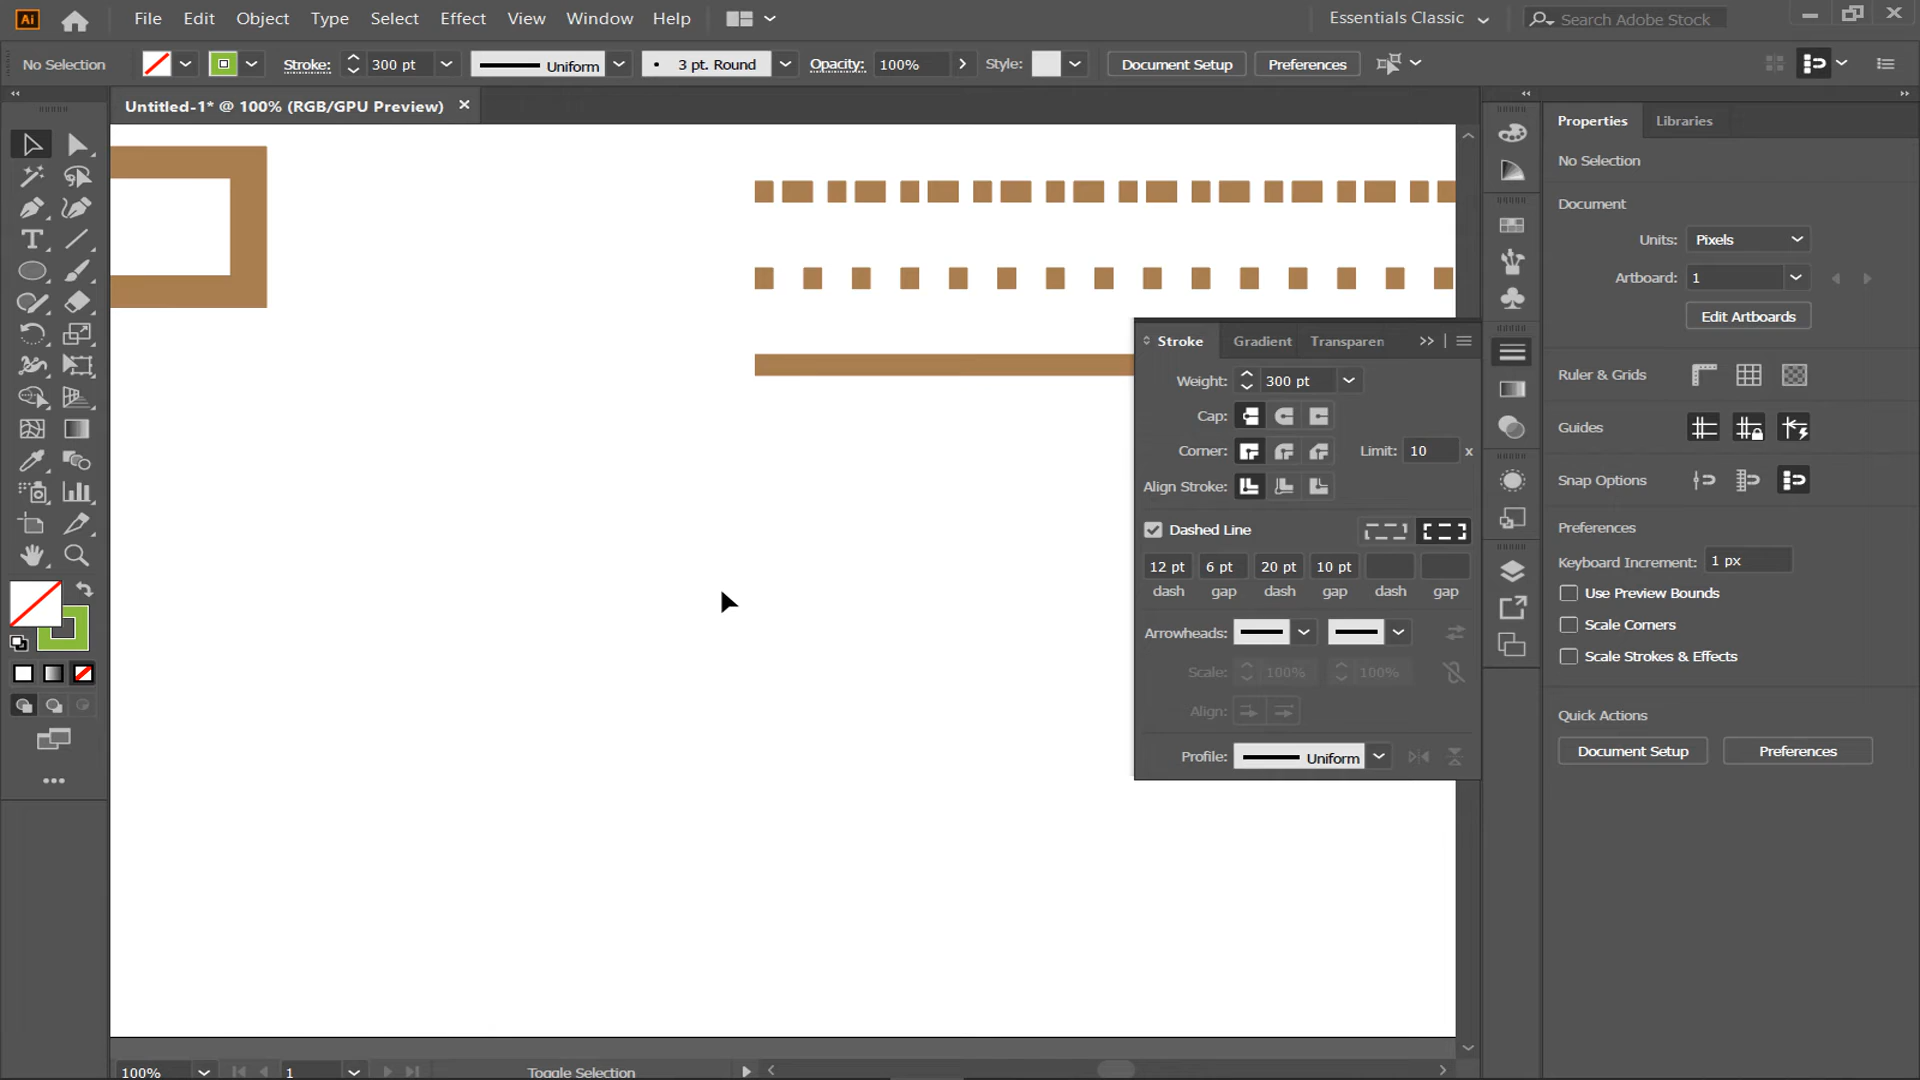 Ai File Edit Object Type Select Effect View Window Help Essentials Classic Search Adobe Stock
No Selection Stroke: 300 pt Uniform 3 pt. Round Opacity: 100% Style: Document Setup Preferences
Untitled-1* @ 100% (RGB/GPU Preview)
Properties Libraries
No Selection
Document
Units: Pixels
Artboard: 1
Edit Artboards
Ruler & Grids
Guides
Snap Options
Preferences
Keyboard Increment: 1 px
Use Preview Bounds
Scale Corners
Scale Strokes & Effects
Quick Actions
Document Setup Preferences
Stroke Gradient Transparen
Weight: 300 pt
Cap:
Corner: Limit: 10 x
Align Stroke:
Dashed Line
12 pt 6 pt 20 pt 10 pt
dash gap dash gap dash gap
Arrowheads:
Scale: 100% 100%
Align:
Profile: Uniform
100% 1 Toggle Selection